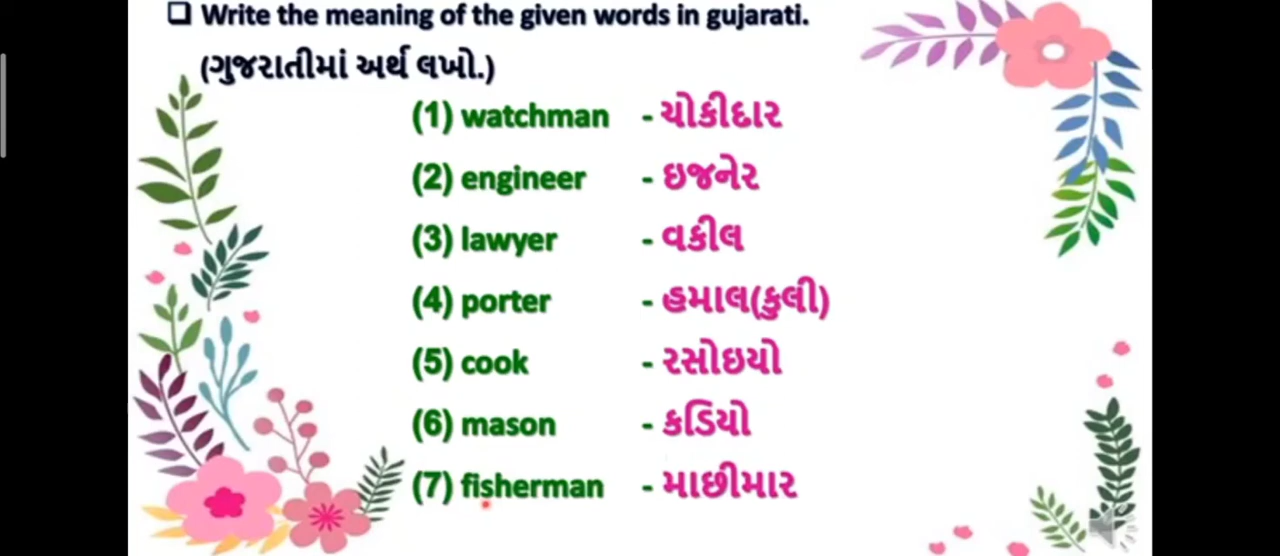 ❑ Write the meaning of the given words in gujarati.
(ગુજરાતીમાં અર્થ લખો.)
(1) watchman - ચોકીદાર
(2) engineer - ઇજનેર
(3) lawyer - વકીલ
(4) porter - હમાલ(કુલી)
(5) cook - રસોઇયો
(6) mason - કડિયો
(7) fisherman - માછીમાર